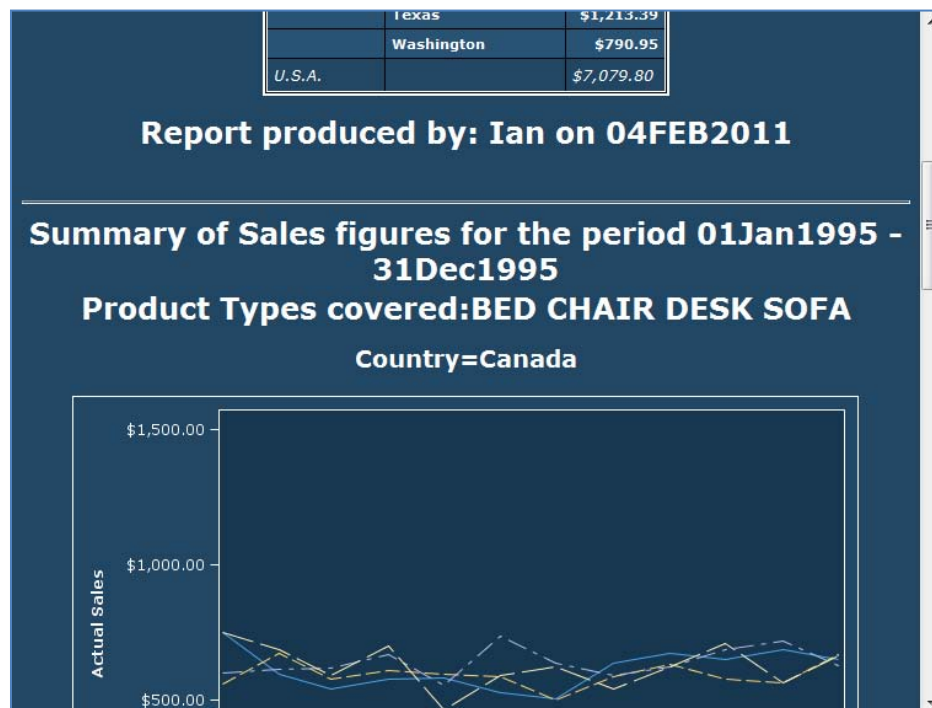 Texas $1,213.39
Washington $790.95
U.S.A. $7,079.80
Report produced by: Ian on 04FEB2011
Summary of Sales figures for the period 01Jan1995 -
31Dec1995
Product Types covered:BED CHAIR DESK SOFA
Country=Canada
$1,500.00
$1,000.00
Actual Sales
$500.00